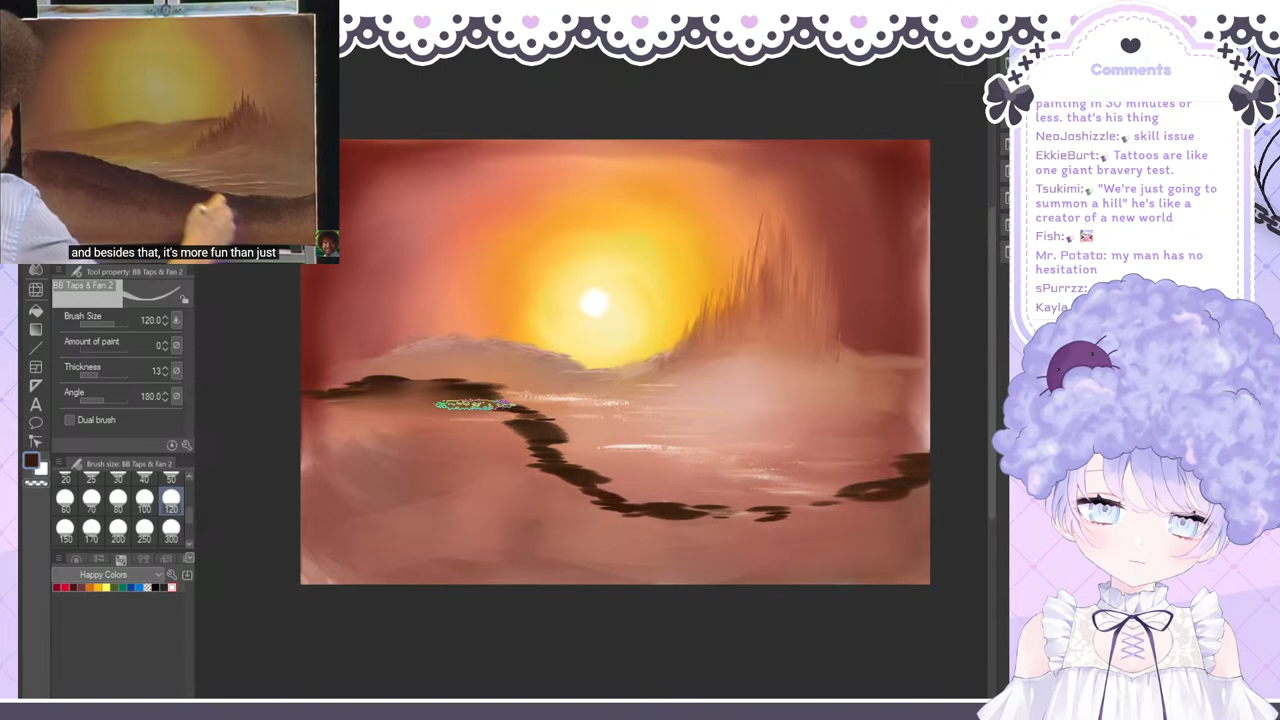 and besides that, it's more fun than just
Tool property: BB Taps & Fan 2
BB Taps & Fan 2
Brush Size 120.0
Amount of paint 0
Thickness 13
Angle 180.0
Dual brush
Brush size: BB Taps & Fan 2
20 25 30 40 50
60 70 80 100 120
150 170 200 250 300
Happy Colors
Comments
painting in 30 minutes or
less. that's his thing
NeoJoshizzle: skill issue
EkkieBurt: Tattoos are like
one giant bravery test.
Tsukimi: "We're just going to
summon a hill" he's like a
creator of a new world
Fish:
Mr. Potato: my man has no
hesitation
sPurrzz:
Kayla